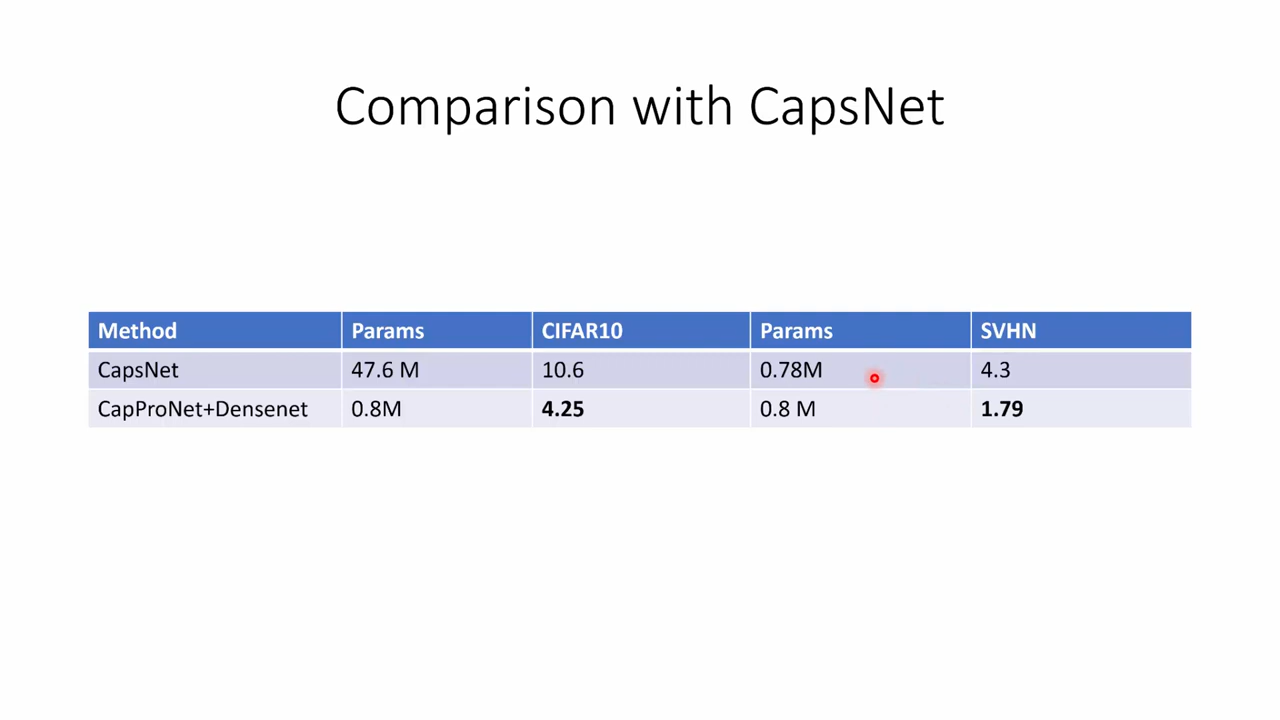 Comparison with CapsNet
Method Params CIFAR10 Params SVHN
CapsNet 47.6 M 10.6 0.78M 4.3
CapProNet+Densenet 0.8M 4.25 0.8 M 1.79